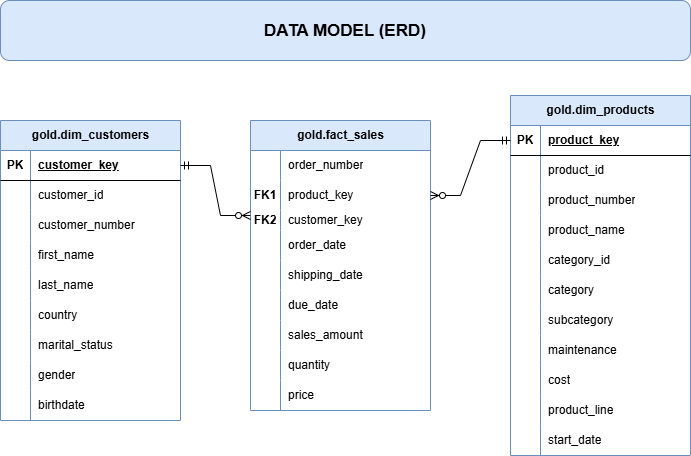 DATA MODEL (ERD)
gold.dim_customers
PK customer_key
customer_id
customer_number
first_name
last_name
country
marital_status
gender
birthdate
gold.fact_sales
order_number
FK1 product_key
FK2 customer_key
order_date
shipping_date
due_date
sales_amount
quantity
price
gold.dim_products
PK product_key
product_id
product_number
product_name
category_id
category
subcategory
maintenance
cost
product_line
start_date